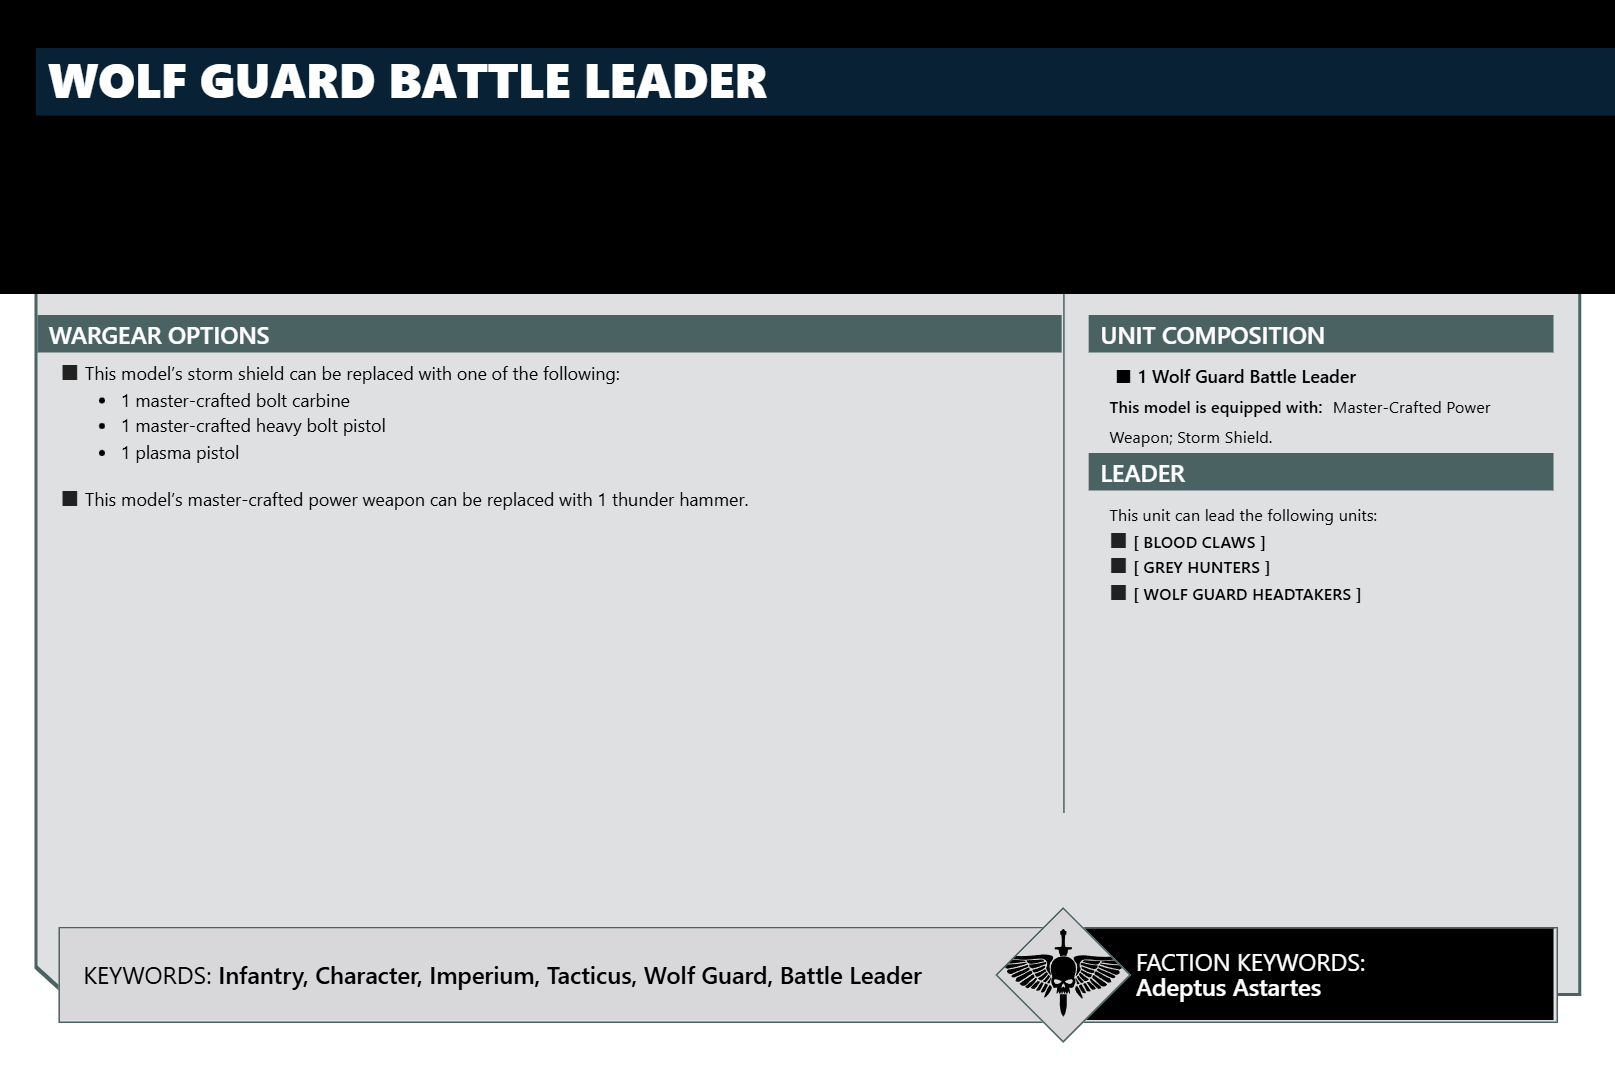 WOLF GUARD BATTLE LEADER
WARGEAR OPTIONS
■ This model’s storm shield can be replaced with one of the following:
• 1 master-crafted bolt carbine
• 1 master-crafted heavy bolt pistol
• 1 plasma pistol
■ This model’s master-crafted power weapon can be replaced with 1 thunder hammer.
UNIT COMPOSITION
■ 1 Wolf Guard Battle Leader
This model is equipped with: Master-Crafted Power
Weapon; Storm Shield.
LEADER
This unit can lead the following units:
■ [ BLOOD CLAWS ]
■ [ GREY HUNTERS ]
■ [ WOLF GUARD HEADTAKERS ]
KEYWORDS: Infantry, Character, Imperium, Tacticus, Wolf Guard, Battle Leader
FACTION KEYWORDS:
Adeptus Astartes